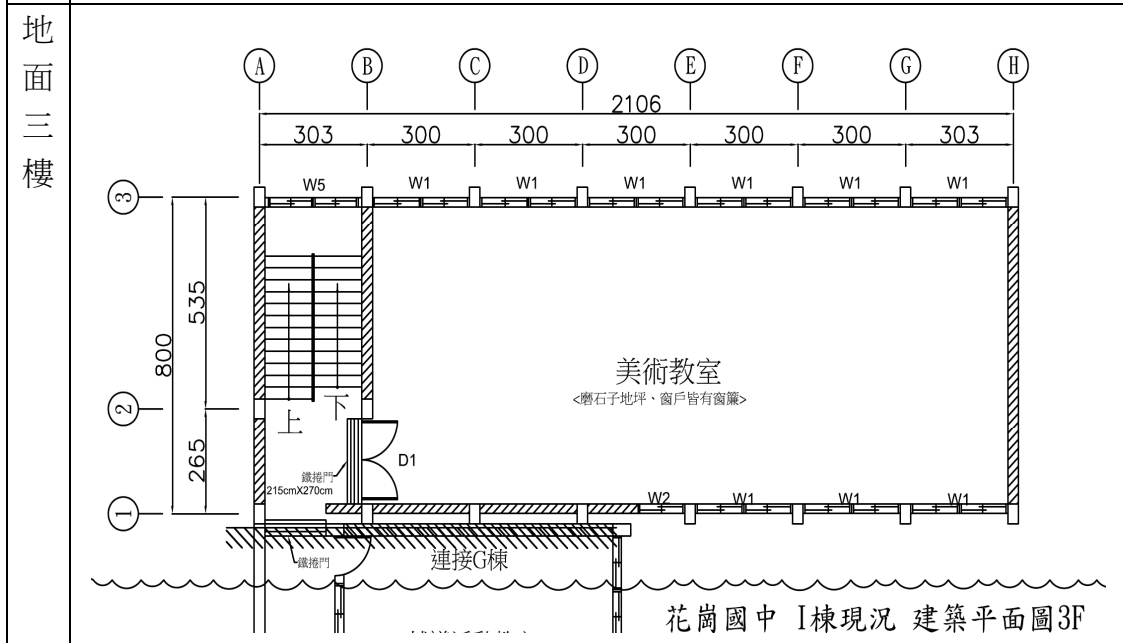 地面三樓
A B C D E F G H
2106
303 300 300 300 300 300 303
W5 W1 W1 W1 W1 W1 W1
3
535
800
美術教室
<磨石子地坪、窗戶皆有窗簾>
2
上 下
265
D1
鐵捲門
215cmX270cm
W2 W1 W1 W1
1
鐵捲門
連接G棟
花崗國中 I棟現況 建築平面圖3F